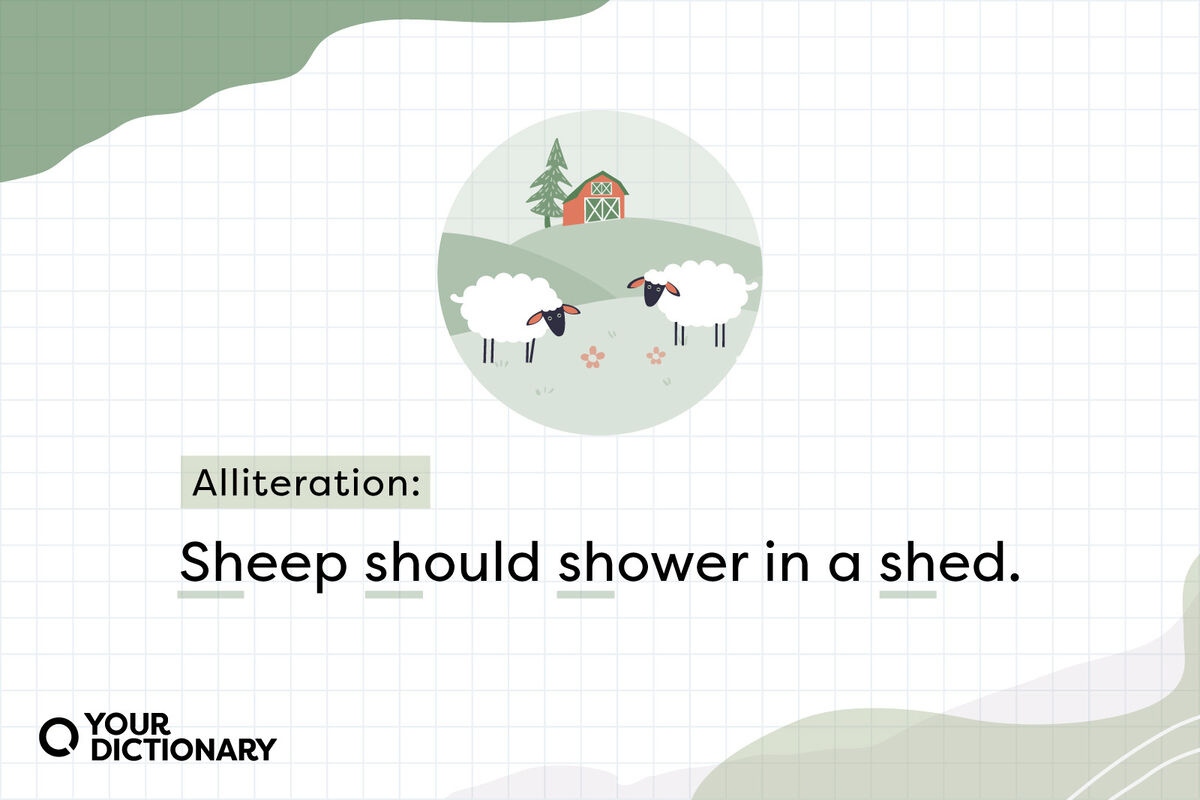 Alliteration:
Sheep should shower in a shed.
YOUR
DICTIONARY